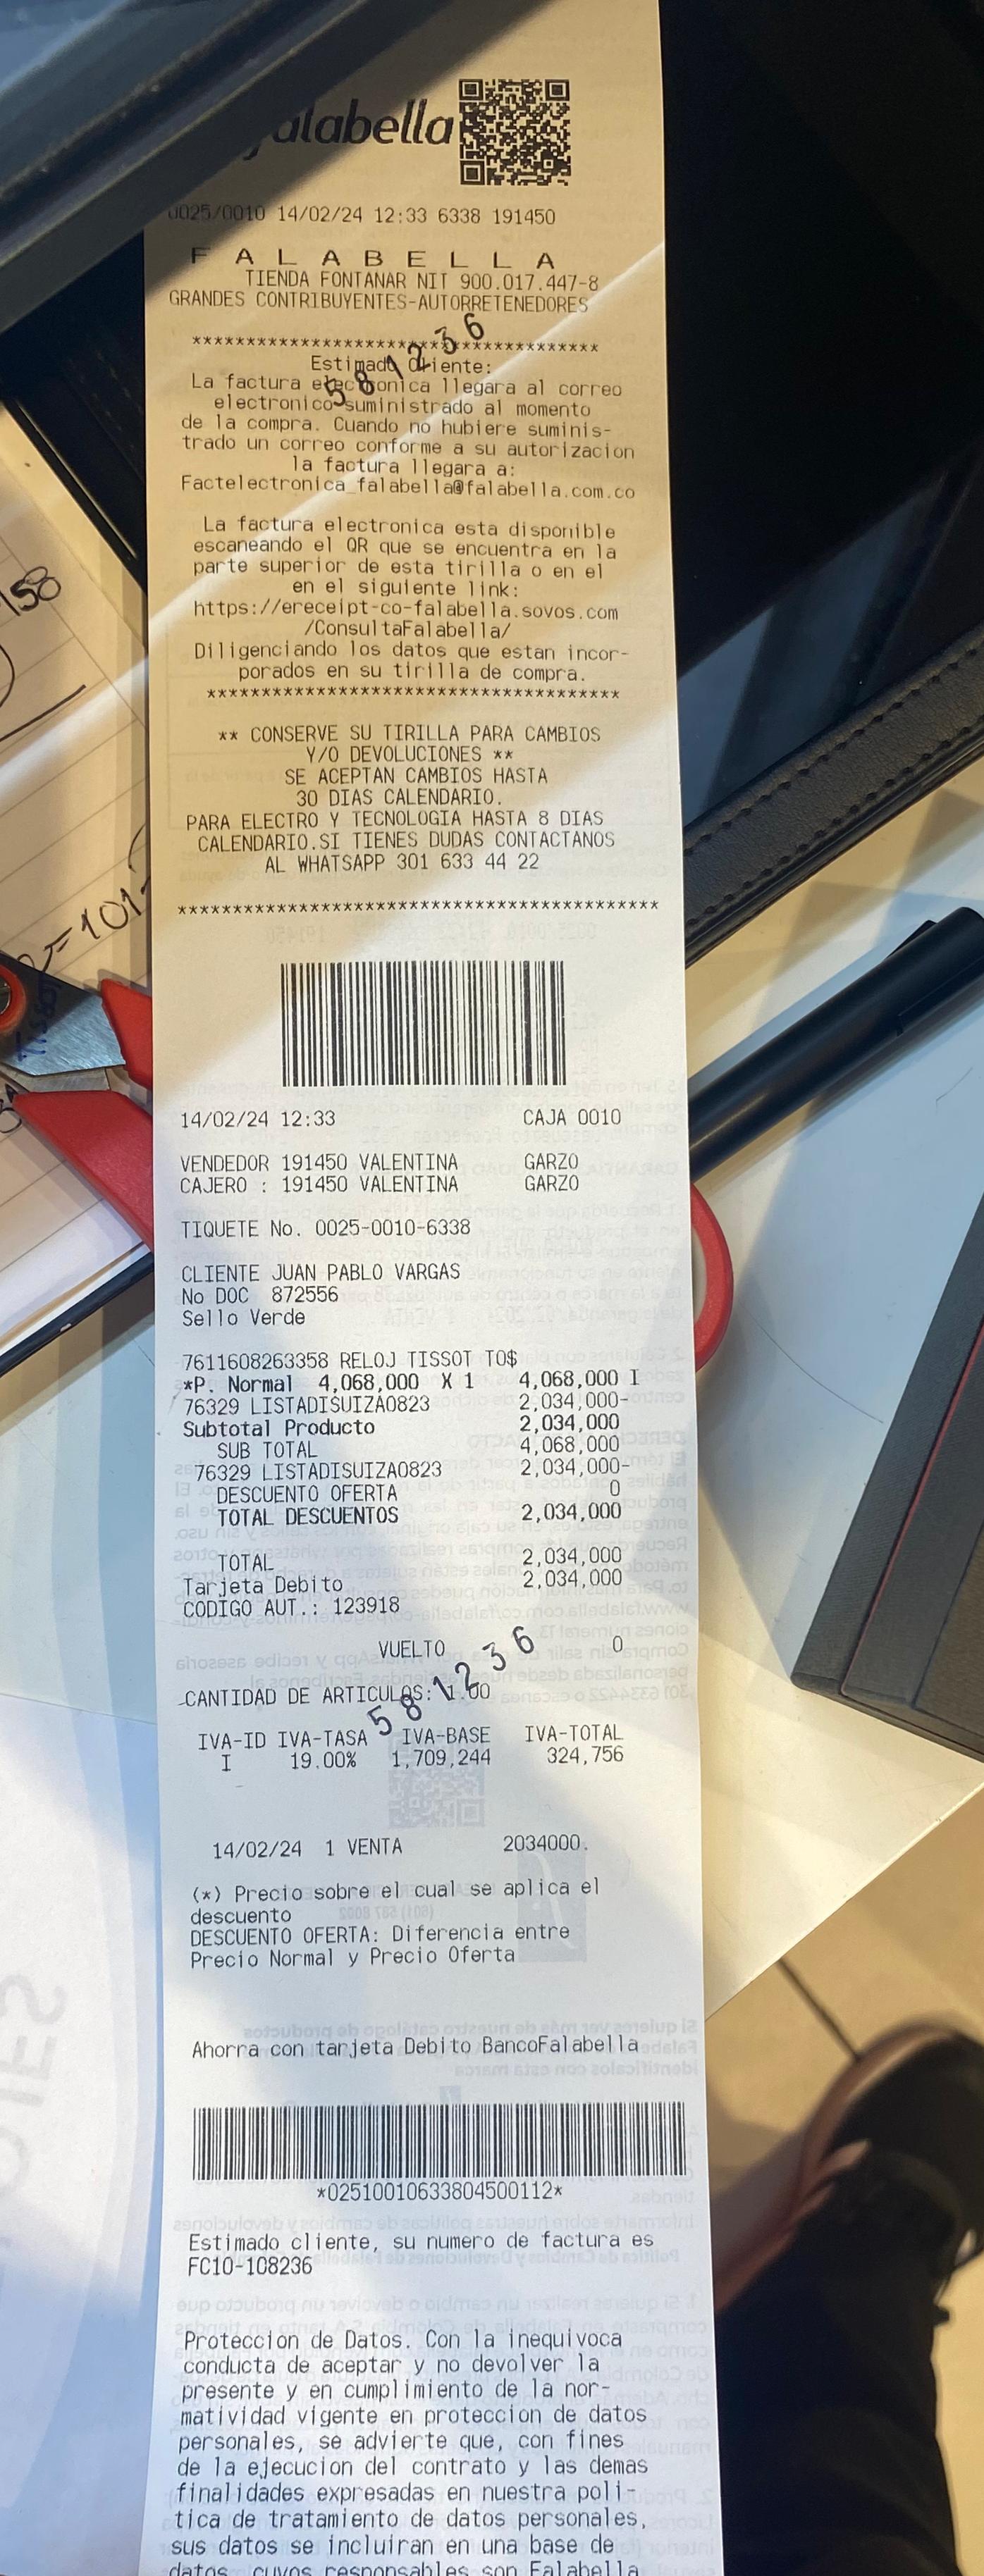 falabella
0025/0010 14/02/24 12:33 6338 191450
F A L A B E L L A
TIENDA FONTANAR NIT 900.017.447-8
GRANDES CONTRIBUYENTES-AUTORRETENEDORES
*************************************
581236
Estimado Cliente:
La factura electronica llegara al correo
electronico suministrado al momento
de la compra. Cuando no hubiere suminis-
trado un correo conforme a su autorizacion
la factura llegara a:
Factelectronica_falabella@falabella.com.co
La factura electronica esta disponible
escaneando el QR que se encuentra en la
parte superior de esta tirilla o en el
en el siguiente link:
https://ereceipt-co-falabella.sovos.com
/ConsultaFalabella/
Diligenciando los datos que estan incor-
porados en su tirilla de compra.
**************************************
** CONSERVE SU TIRILLA PARA CAMBIOS
Y/O DEVOLUCIONES **
SE ACEPTAN CAMBIOS HASTA
30 DIAS CALENDARIO.
PARA ELECTRO Y TECNOLOGIA HASTA 8 DIAS
CALENDARIO.SI TIENES DUDAS CONTACTANOS
AL WHATSAPP 301 633 44 22
********************************************
14/02/24 12:33 CAJA 0010
VENDEDOR 191450 VALENTINA GARZO
CAJERO : 191450 VALENTINA GARZO
TIQUETE No. 0025-0010-6338
CLIENTE JUAN PABLO VARGAS
No DOC 872556
Sello Verde
7611608263358 RELOJ TISSOT TO$
*P. Normal 4,068,000 X 1 4,068,000 I
76329 LISTADISUIZA0823 2,034,000-
Subtotal Producto 2,034,000
SUB TOTAL 4,068,000
76329 LISTADISUIZA0823 2,034,000-
DESCUENTO OFERTA 0
TOTAL DESCUENTOS 2,034,000
TOTAL 2,034,000
Tarjeta Debito 2,034,000
CODIGO AUT.: 123918
VUELTO 0
581236
CANTIDAD DE ARTICULOS: 1.00
IVA-ID IVA-TASA IVA-BASE IVA-TOTAL
I 19.00% 1,709,244 324,756
14/02/24 1 VENTA 2034000.
(*) Precio sobre el cual se aplica el
descuento
DESCUENTO OFERTA: Diferencia entre
Precio Normal y Precio Oferta
Ahorra con tarjeta Debito BancoFalabella
*02510010633804500112*
Estimado cliente, su numero de factura es
FC10-108236
Proteccion de Datos. Con la inequivoca
conducta de aceptar y no devolver la
presente y en cumplimiento de la nor-
matividad vigente en proteccion de datos
personales, se advierte que, con fines
de la ejecucion del contrato y las demas
finalidades expresadas en nuestra poli-
tica de tratamiento de datos personales,
sus datos se incluiran en una base de
datos, cuyos responsables son Falabella